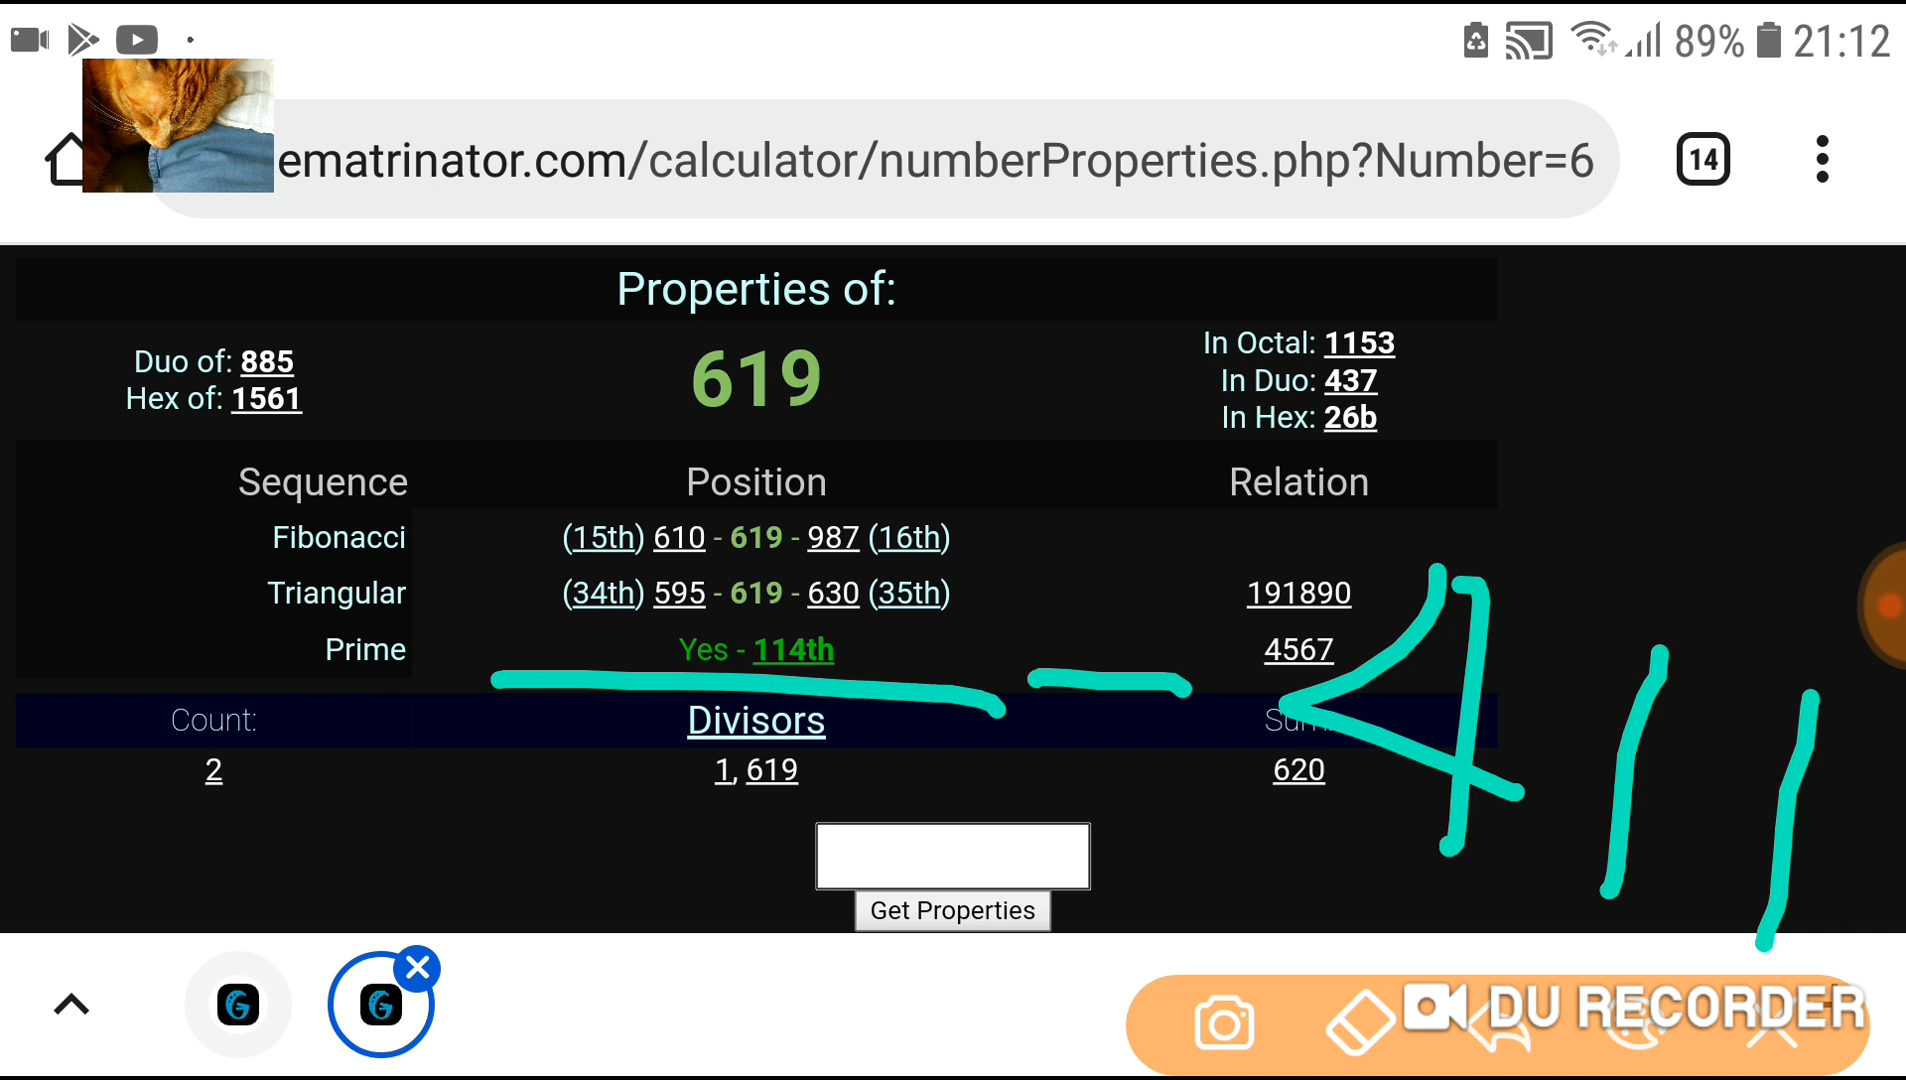 89% 21:12
ematrinator.com/calculator/numberProperties.php?Number=6
14
Properties of:
Duo of: 885
Hex of: 1561
619
In Octal: 1153
In Duo: 437
In Hex: 26b
Sequence Position Relation
Fibonacci (15th) 610 - 619 - 987 (16th)
Triangular (34th) 595 - 619 - 630 (35th) 191890
Prime Yes - 114th 4567
Count: Divisors
2 1, 619 620
411
Get Properties
DU RECORDER